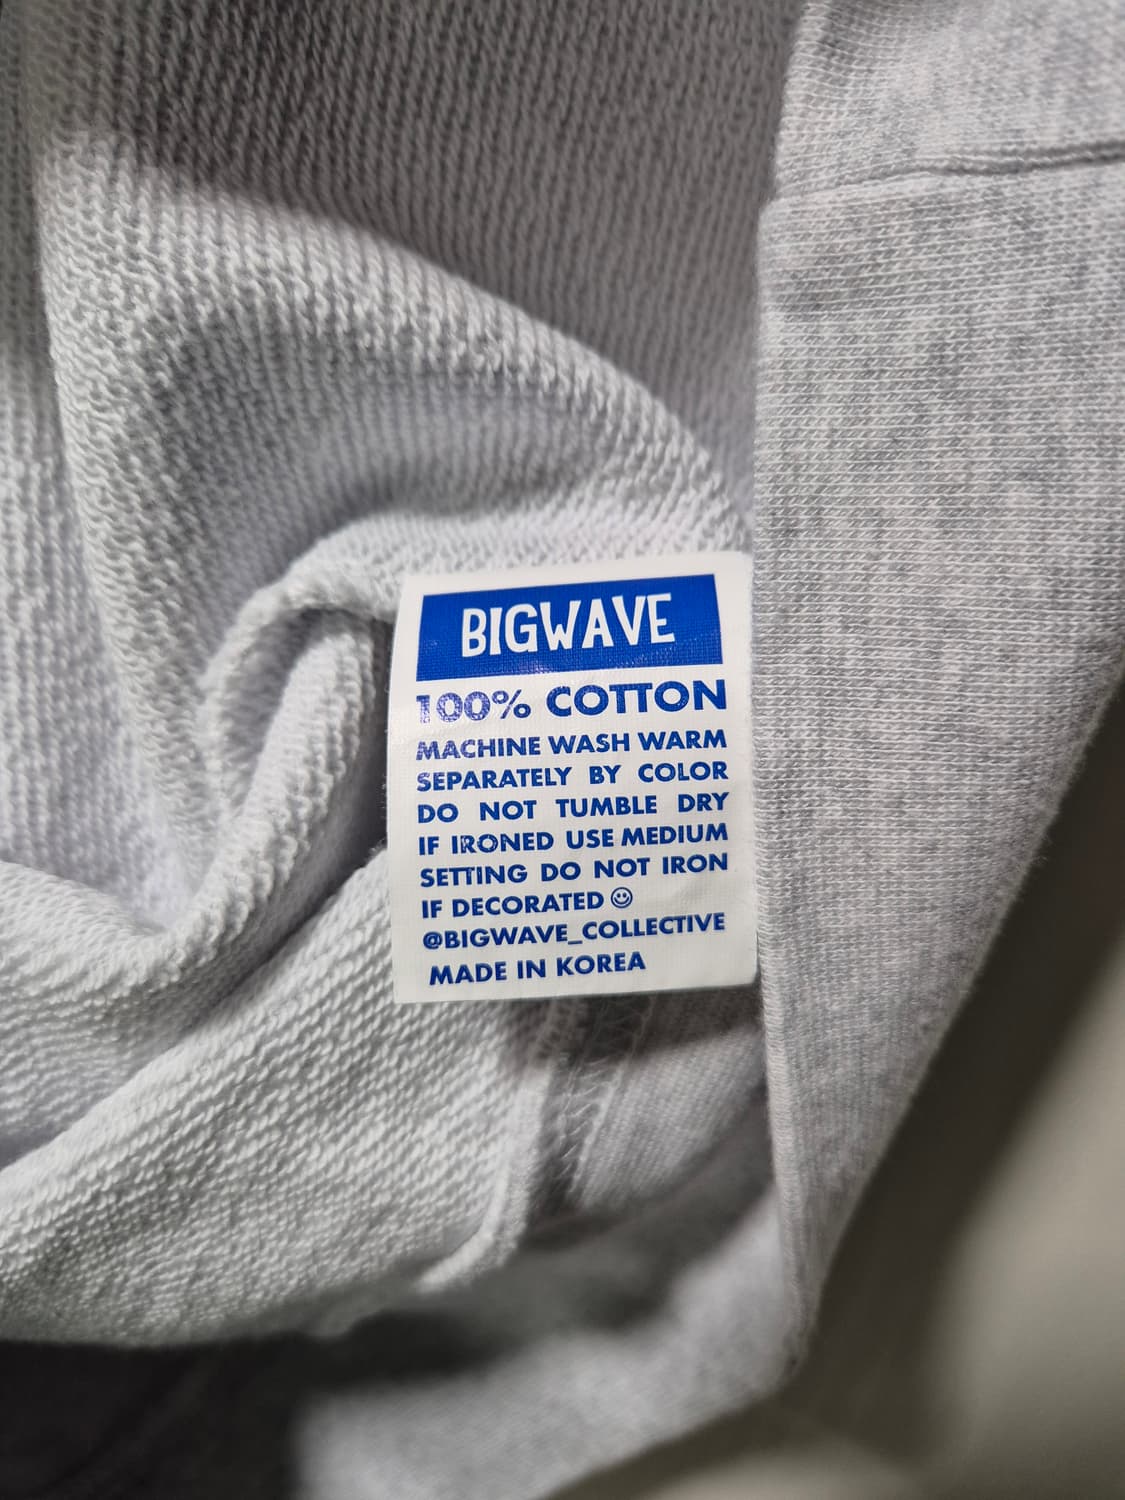 BIGWAVE
100% COTTON
MACHINE WASH WARM
SEPARATELY BY COLOR
DO NOT TUMBLE DRY
IF IRONED USE MEDIUM
SETTING DO NOT IRON
IF DECORATED ☺
@BIGWAVE_COLLECTIVE
MADE IN KOREA